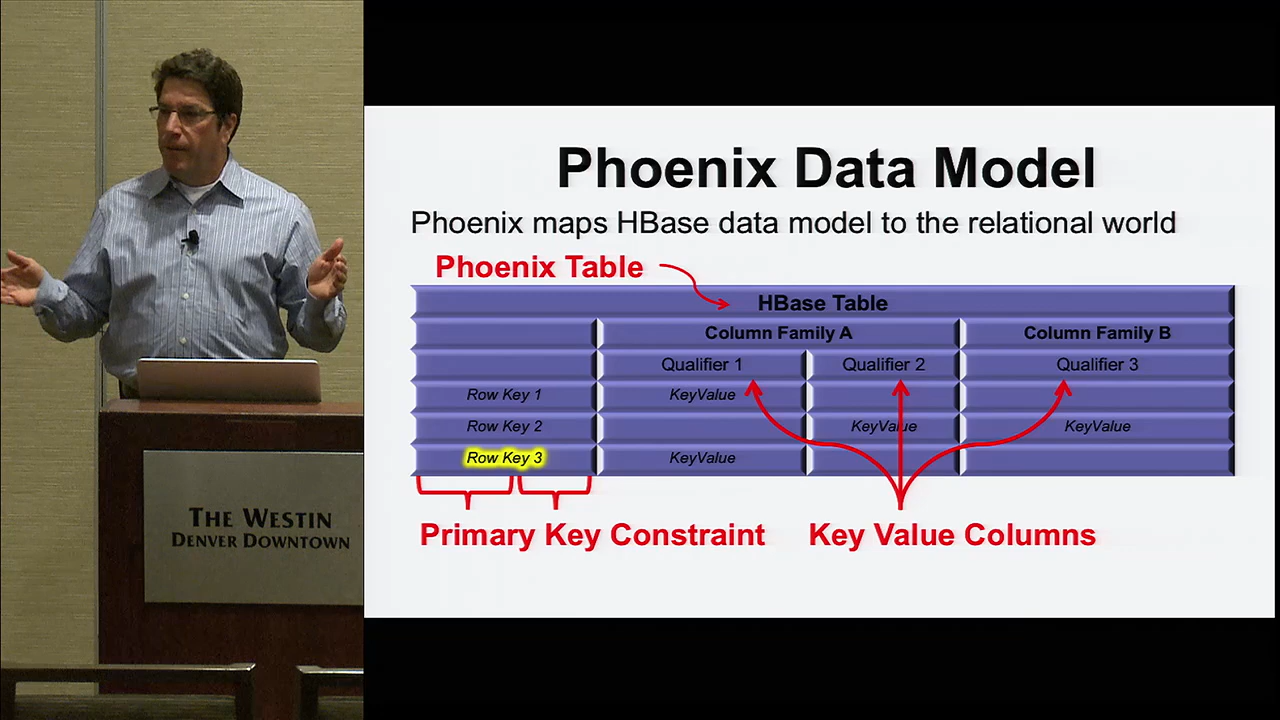 Phoenix Data Model
Phoenix maps HBase data model to the relational world
Phoenix Table
HBase Table
Column Family A Column Family B
Qualifier 1 Qualifier 2 Qualifier 3
Row Key 1 KeyValue
Row Key 2 KeyValue KeyValue
Row Key 3 KeyValue
Primary Key Constraint Key Value Columns
THE WESTIN
DENVER DOWNTOWN